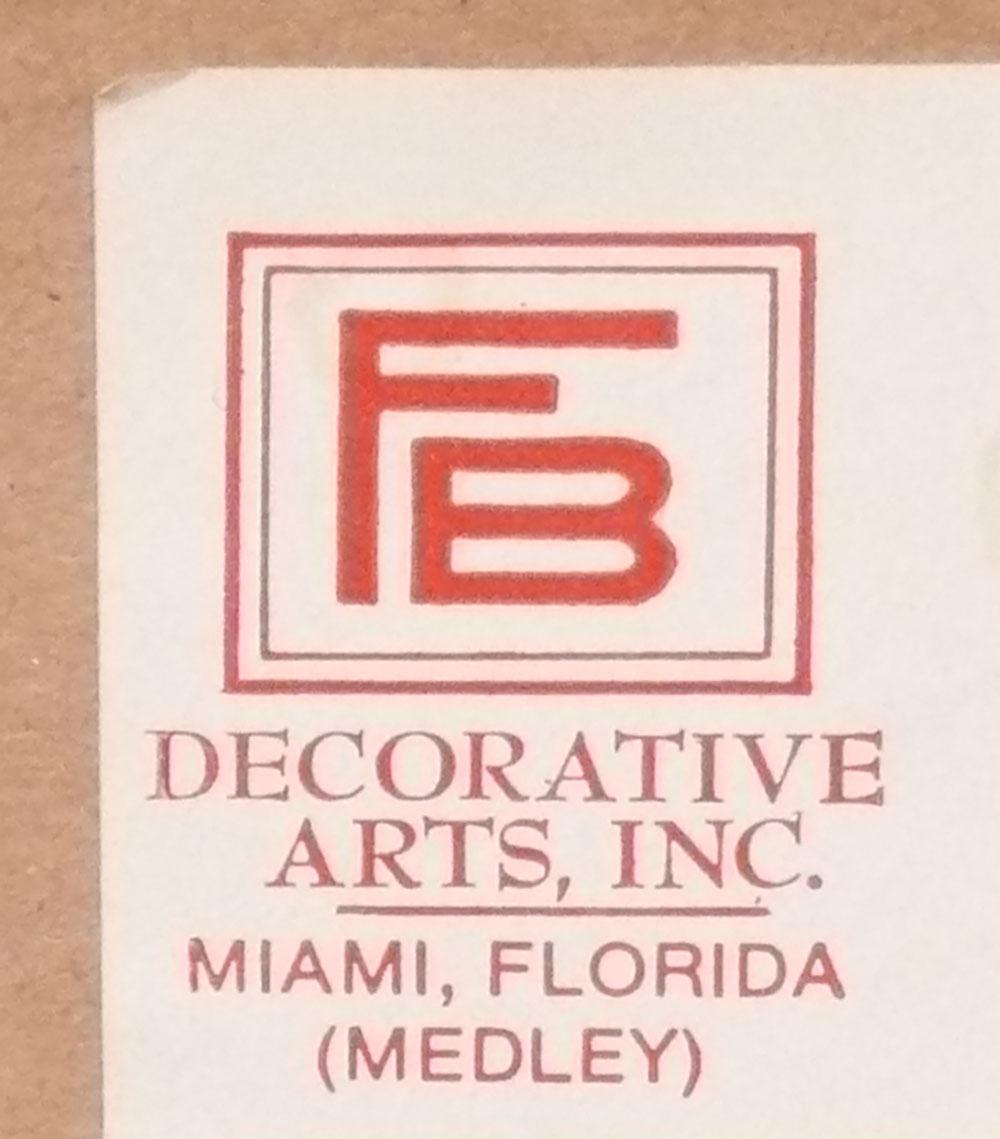 FB
DECORATIVE
ARTS, INC.
MIAMI, FLORIDA
(MEDLEY)